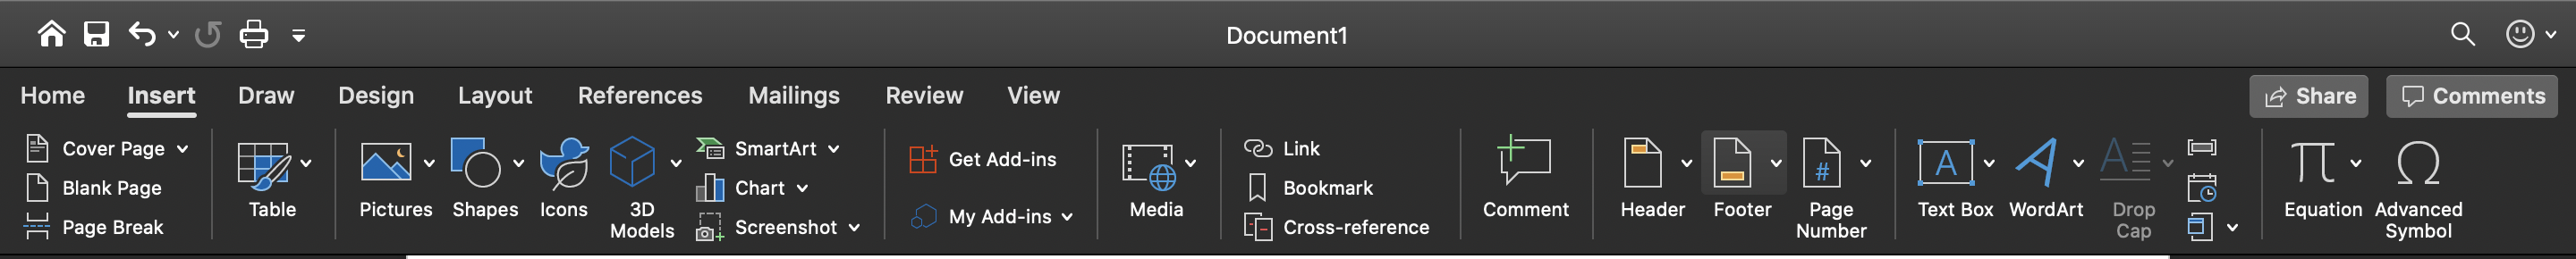 Document1
Home Insert Draw Design Layout References Mailings Review View Share Comments
Cover Page
Blank Page
Page Break
Table
Pictures
Shapes
Icons
3D
Models
SmartArt
Chart
Screenshot
Get Add-ins
My Add-ins
Media
Link
Bookmark
Cross-reference
Comment
Header
Footer
#
Page
Number
A
Text Box
A
WordArt
A
Drop
Cap
π
Equation
Ω
Advanced
Symbol